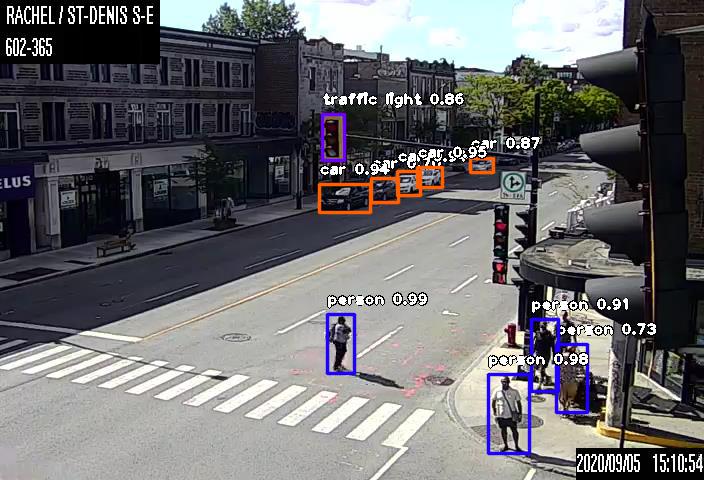 RACHEL / ST-DENIS S-E
602-365
traffic light 0.86
car 0.87
car 0.95
car 0.94
ELUS
person 0.99
person 0.91
person 0.73
person 0.98
2020/09/05 15:10:54